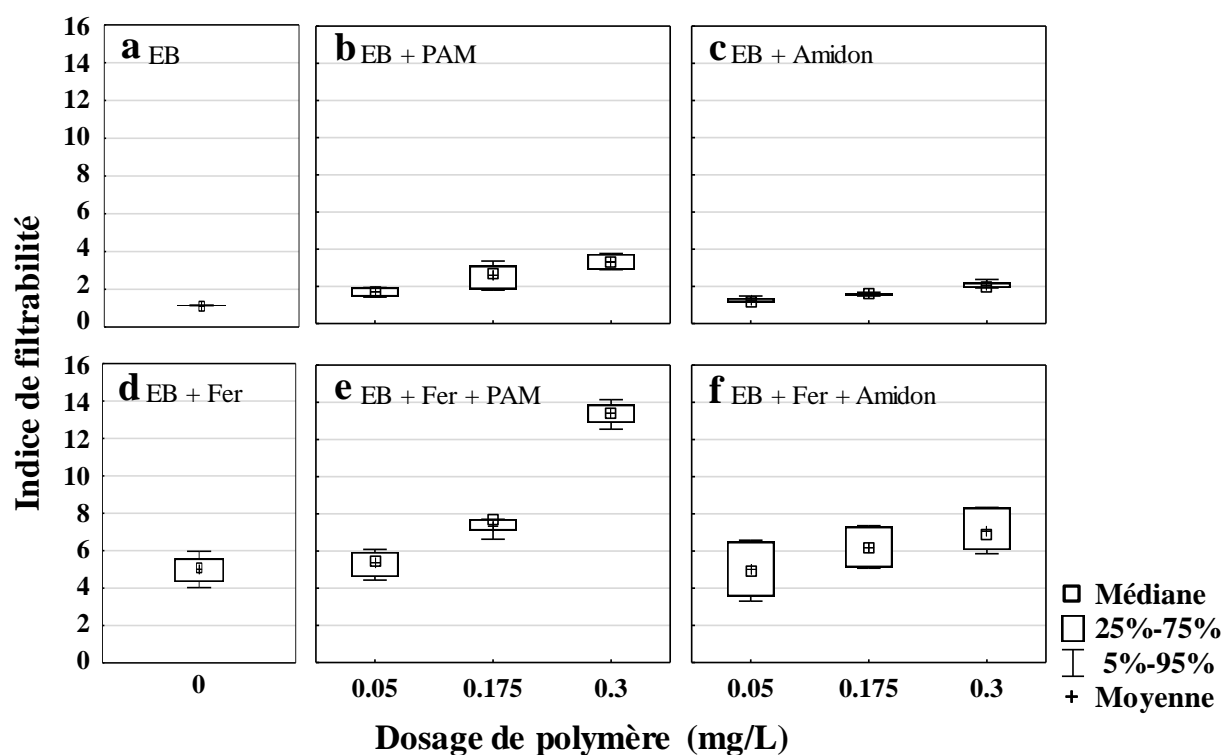 Indice de filtrabilité
16
14
12
10
8
6
4
2
0
a EB
b EB + PAM
c EB + Amidon
16
14
12
10
8
6
4
2
0
d EB + Fer
e EB + Fer + PAM
f EB + Fer + Amidon
0
0.05 0.175 0.3
0.05 0.175 0.3
Dosage de polymère (mg/L)
Médiane
25%-75%
5%-95%
+ Moyenne